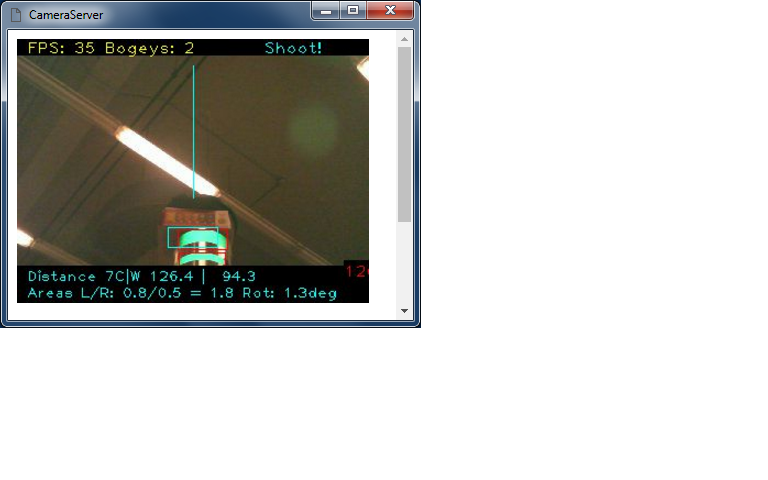 CameraServer
FPS: 35 Bogeys: 2 Shoot!
Distance 7C|W 126.4 | 94.3
Areas L/R: 0.8/0.5 = 1.8 Rot: 1.3deg